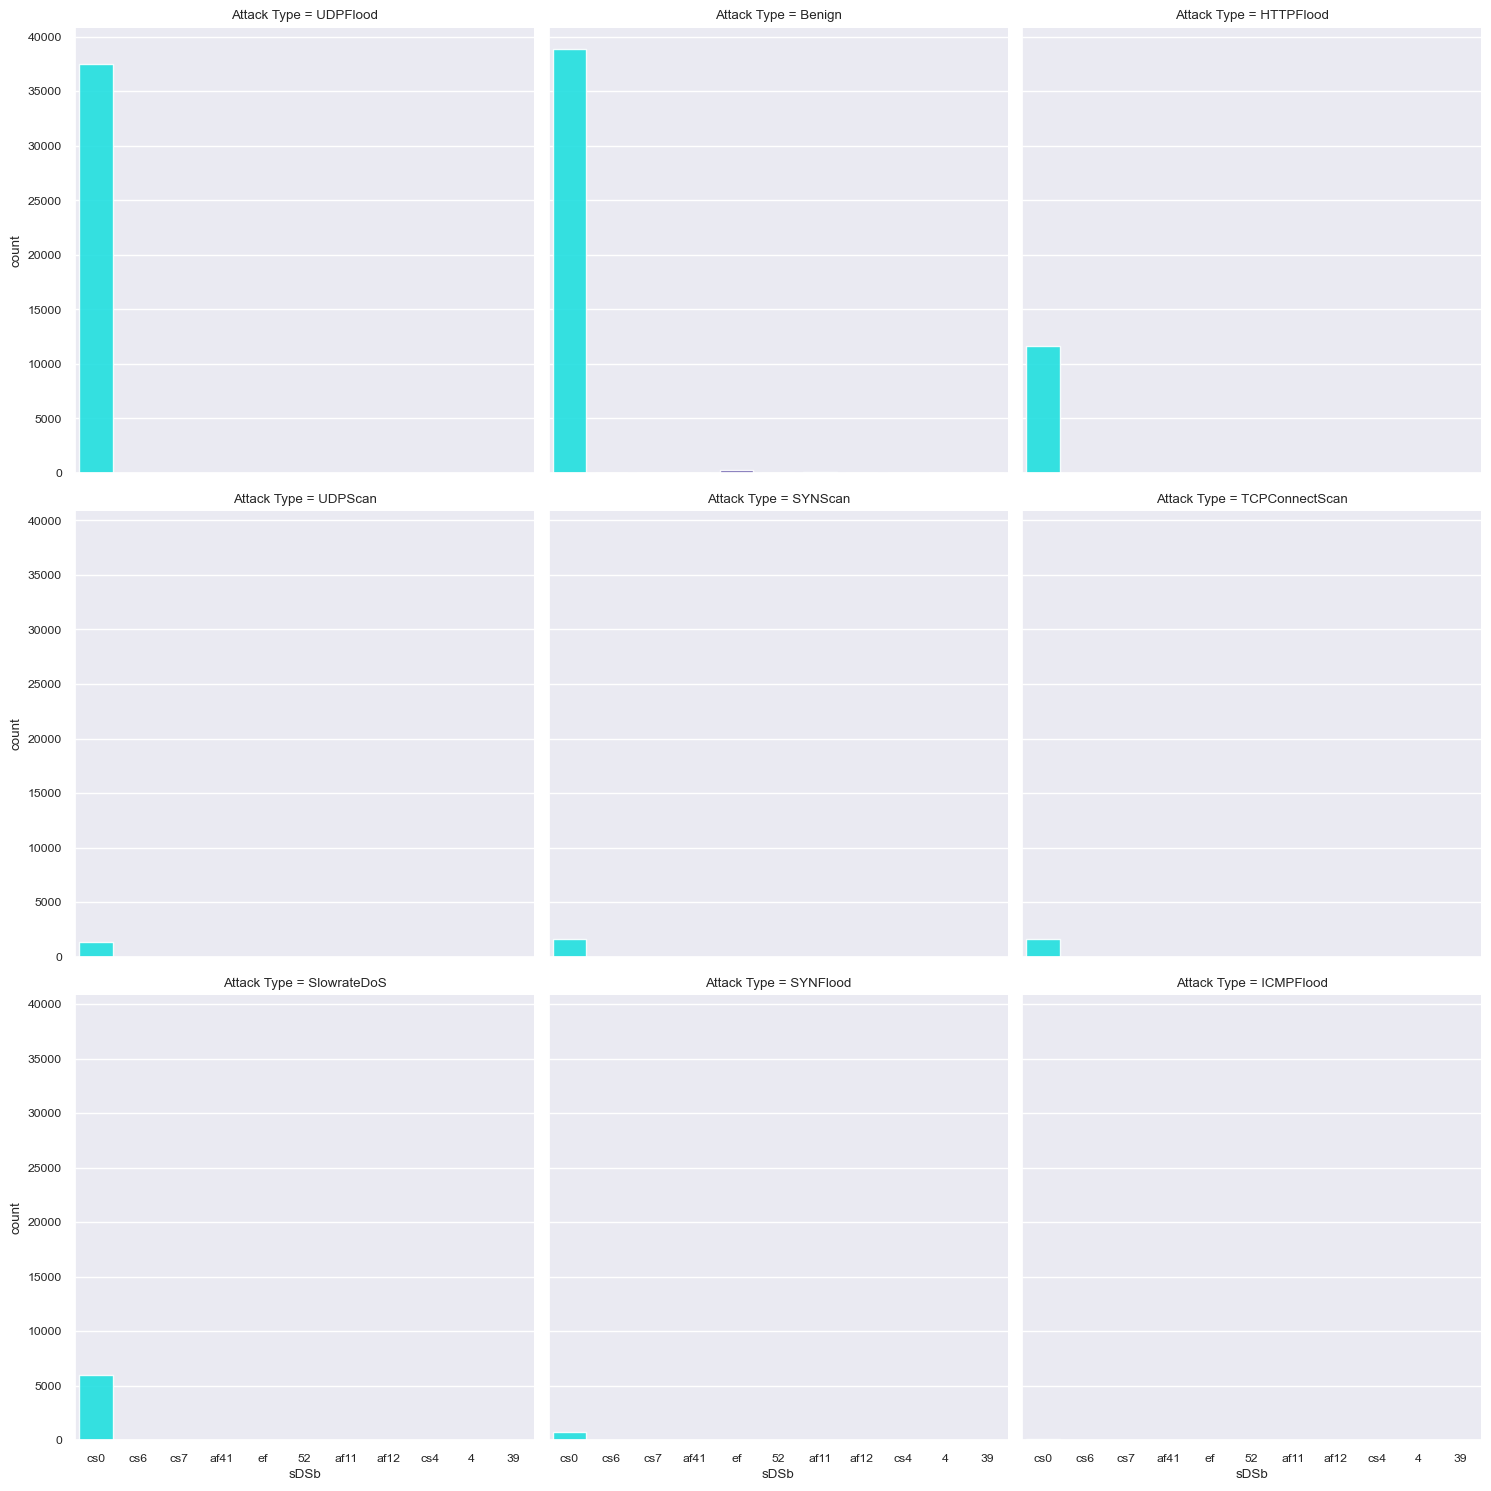 Attack Type = UDPFlood
Attack Type = Benign
Attack Type = HTTPFlood
40000
35000
30000
25000
20000
15000
10000
5000
0
count
Attack Type = UDPScan
Attack Type = SYNScan
Attack Type = TCPConnectScan
40000
35000
30000
25000
20000
15000
10000
5000
0
count
Attack Type = SlowrateDoS
Attack Type = SYNFlood
Attack Type = ICMPFlood
40000
35000
30000
25000
20000
15000
10000
5000
0
count
cs0 cs6 cs7 af41 ef 52 af11 af12 cs4 4 39
sDSb
cs0 cs6 cs7 af41 ef 52 af11 af12 cs4 4 39
sDSb
cs0 cs6 cs7 af41 ef 52 af11 af12 cs4 4 39
sDSb